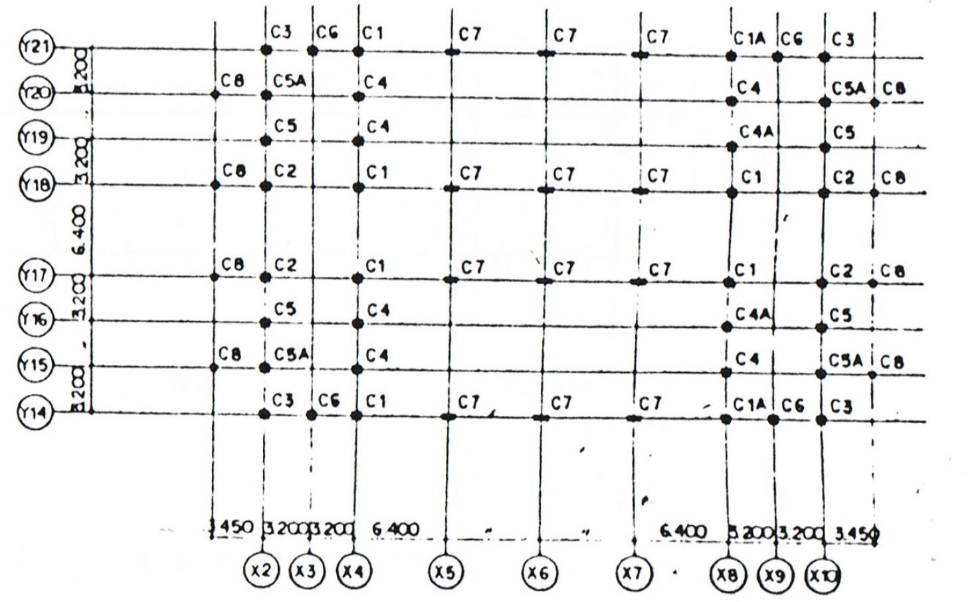 C3 C6 C1 C7 C7 C7 C1A C6 C3
Y21
3.200
C8 C5A C4 C4 C5A C8
Y20
C5 C4 C4A C5
Y19
3.200
C8 C2 C1 C7 C7 C7 C1 C2 C8
Y18
6.400
C8 C2 C1 C7 C7 C7 C1 C2 C8
Y17
3.200
C5 C4 C4A C5
Y16
C8 C5A C4 C4 C5A C8
Y15
3.200
C3 C6 C1 C7 C7 C7 C1A C6 C3
Y14
3.450 3.200 3.200 6.400 " " 6.400 3.200 3.200 3.450
X2 X3 X4 X5 X6 X7 X8 X9 X10